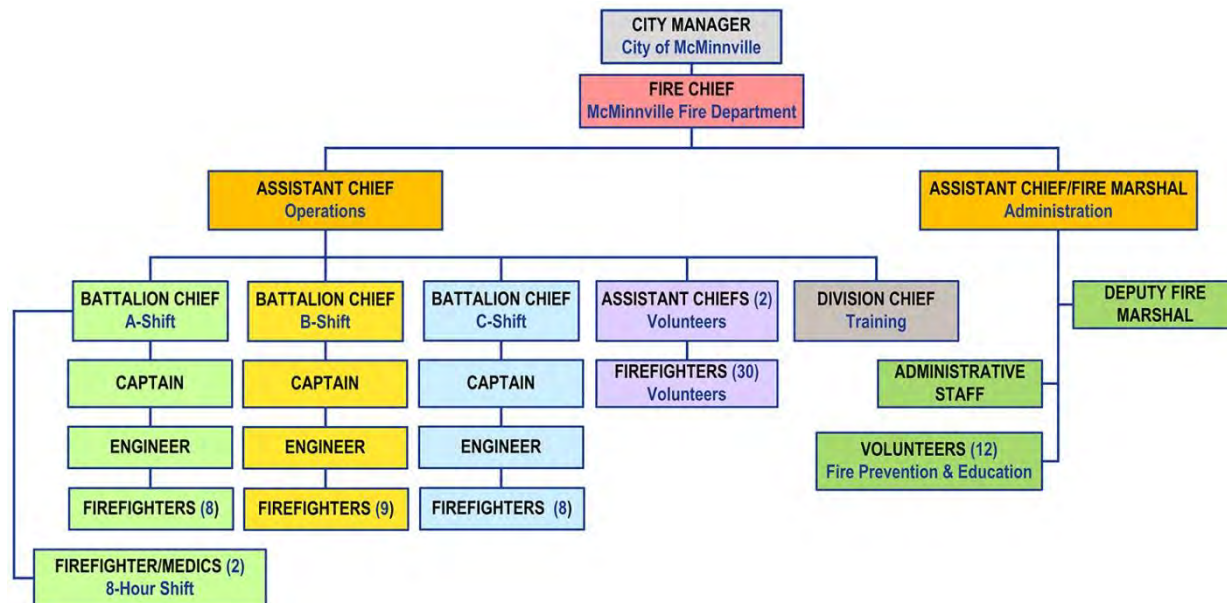 CITY MANAGER
City of McMinnville
FIRE CHIEF
McMinnville Fire Department
ASSISTANT CHIEF
Operations
ASSISTANT CHIEF/FIRE MARSHAL
Administration
BATTALION CHIEF
A-Shift
BATTALION CHIEF
B-Shift
BATTALION CHIEF
C-Shift
ASSISTANT CHIEFS (2)
Volunteers
DIVISION CHIEF
Training
DEPUTY FIRE
MARSHAL
CAPTAIN
CAPTAIN
CAPTAIN
FIREFIGHTERS (30)
Volunteers
ADMINISTRATIVE
STAFF
ENGINEER
ENGINEER
ENGINEER
VOLUNTEERS (12)
Fire Prevention & Education
FIREFIGHTERS (8)
FIREFIGHTERS (9)
FIREFIGHTERS (8)
FIREFIGHTER/MEDICS (2)
8-Hour Shift